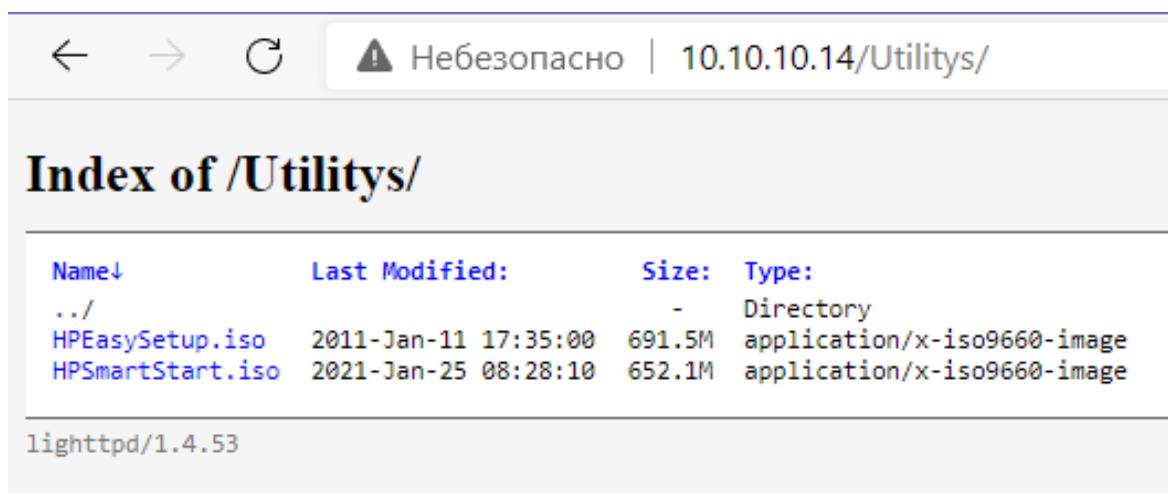 Небезопасно | 10.10.10.14/Utilitys/
Index of /Utilitys/
Name↓ Last Modified: Size: Type:
../ - Directory
HPEasySetup.iso 2011-Jan-11 17:35:00 691.5M application/x-iso9660-image
HPSmartStart.iso 2021-Jan-25 08:28:10 652.1M application/x-iso9660-image
lighttpd/1.4.53